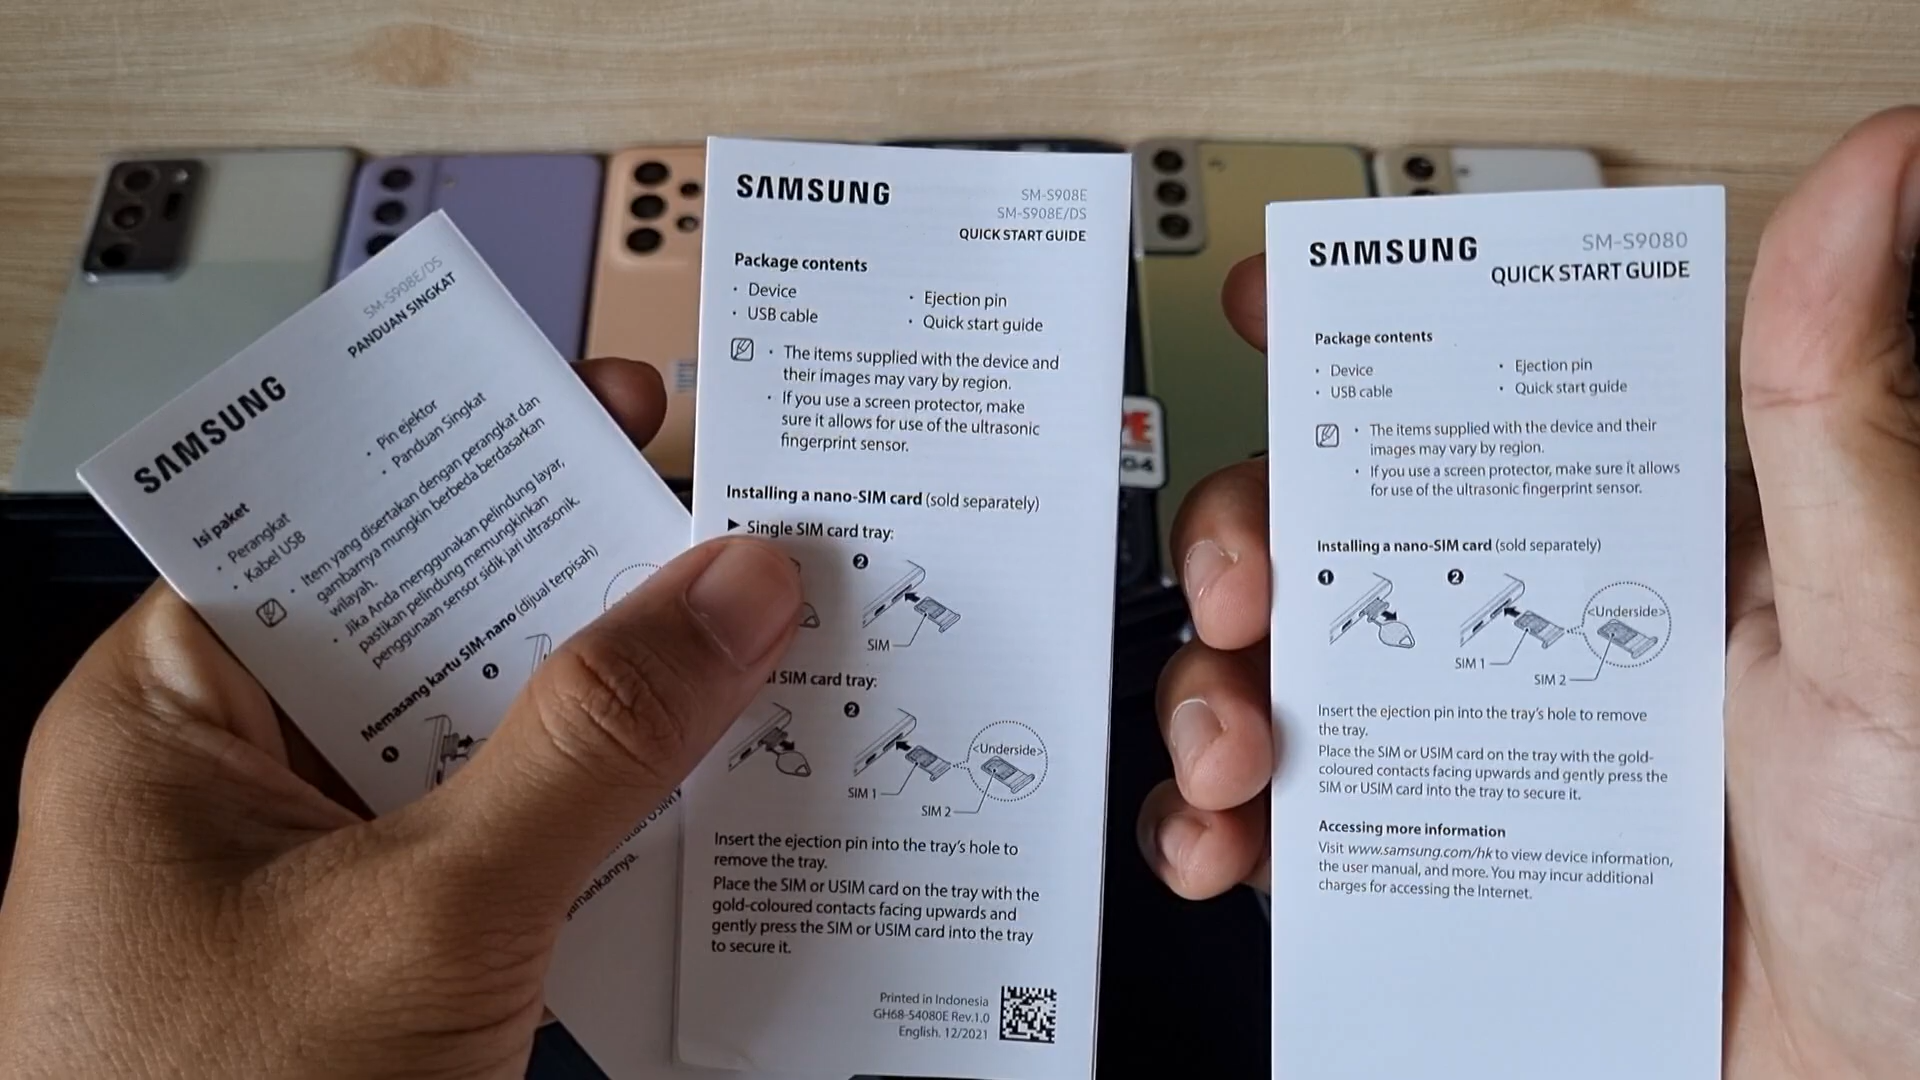 SM-S908E/DS
PANDUAN SINGKAT
SAMSUNG
Isi paket
· Perangkat
· Kabel USB
· Pin ejektor
· Panduan Singkat
· Item yang disertakan dengan perangkat dan
gambarnya mungkin berbeda berdasarkan
wilayah.
· Jika Anda menggunakan pelindung layar,
pastikan pelindung memungkinkan
penggunaan sensor sidik jari ultrasonik.
Memasang kartu SIM-nano (dijual terpisah)
1
2
SAMSUNG
SM-S908E
SM-S908E/DS
QUICK START GUIDE
Package contents
· Device
· USB cable
· Ejection pin
· Quick start guide
· The items supplied with the device and
their images may vary by region.
· If you use a screen protector, make
sure it allows for use of the ultrasonic
fingerprint sensor.
Installing a nano-SIM card (sold separately)
▶ Single SIM card tray:
2
SIM
SIM card tray:
2
<Underside>
SIM 1
SIM 2
Insert the ejection pin into the tray's hole to
remove the tray.
Place the SIM or USIM card on the tray with the
gold-coloured contacts facing upwards and
gently press the SIM or USIM card into the tray
to secure it.
Printed in Indonesia
GH68-54080E Rev.1.0
English. 12/2021
SAMSUNG
SM-S9080
QUICK START GUIDE
Package contents
· Device
· USB cable
· Ejection pin
· Quick start guide
· The items supplied with the device and their
images may vary by region.
· If you use a screen protector, make sure it allows
for use of the ultrasonic fingerprint sensor.
Installing a nano-SIM card (sold separately)
1
2
<Underside>
SIM 1
SIM 2
Insert the ejection pin into the tray's hole to remove
the tray.
Place the SIM or USIM card on the tray with the gold-
coloured contacts facing upwards and gently press the
SIM or USIM card into the tray to secure it.
Accessing more information
Visit www.samsung.com/hk to view device information,
the user manual, and more. You may incur additional
charges for accessing the Internet.